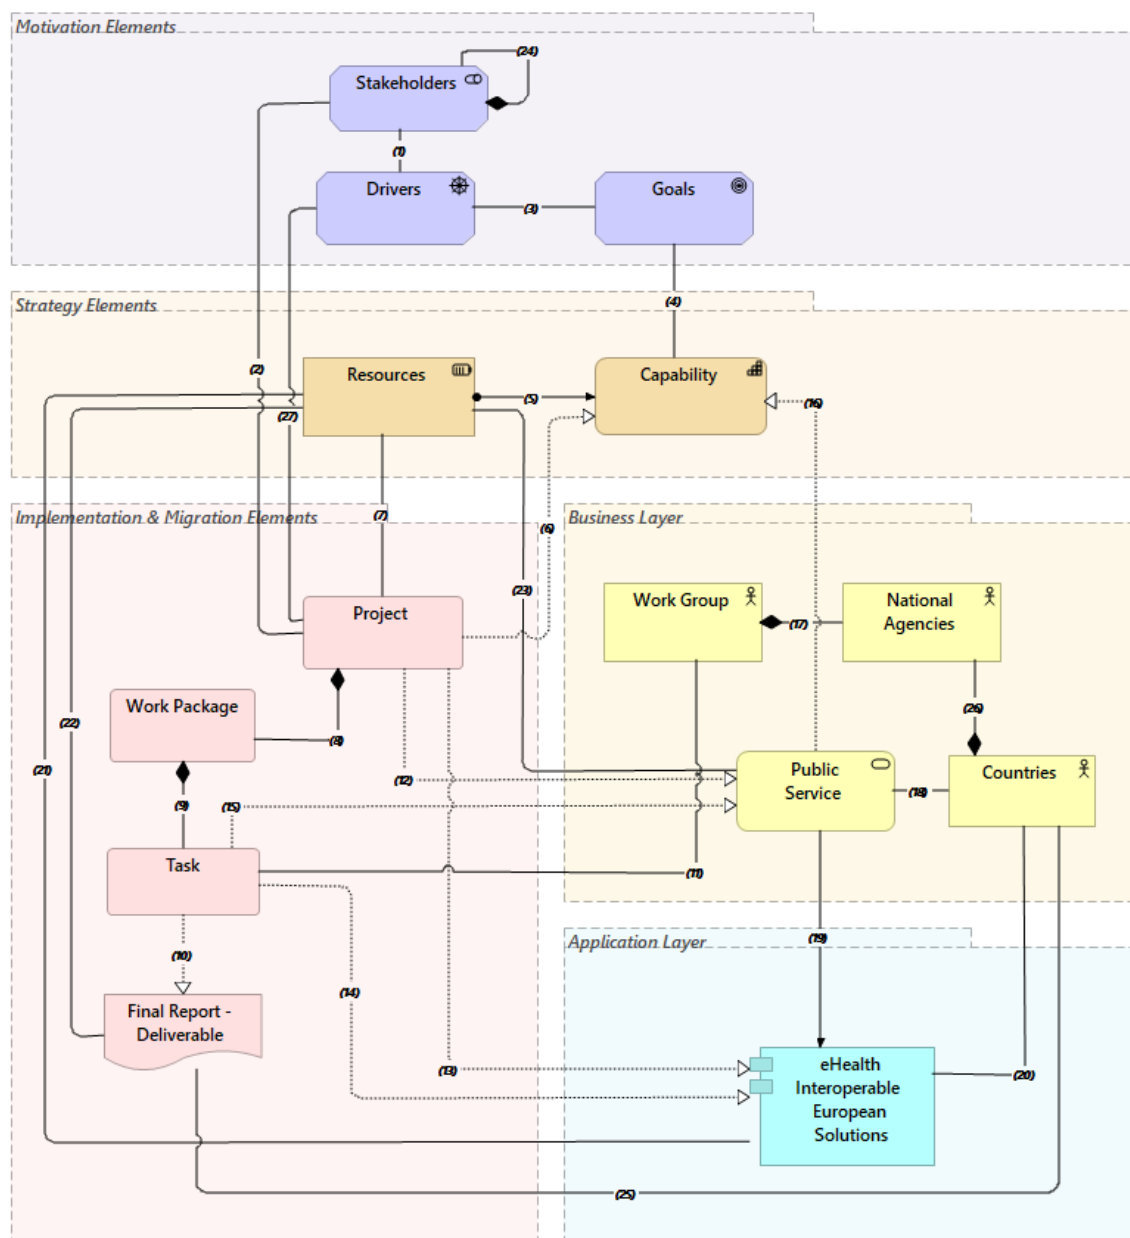 Motivation Elements
(24)
Stakeholders
(1)
Drivers
Goals
(3)
Strategy Elements
(4)
(2)
Resources
Capability
(5)
(16)
(27)
Implementation & Migration Elements
(7)
Business Layer
(6)
(23)
Work Group
National
Agencies
Project
(17)
Work Package
(22)
(8)
(26)
(21)
(12)
Public
Service
Countries
(9)
(15)
(18)
Task
(11)
(10)
(19)
Application Layer
(14)
Final Report -
Deliverable
(13)
eHealth
Interoperable
European
Solutions
(20)
(25)